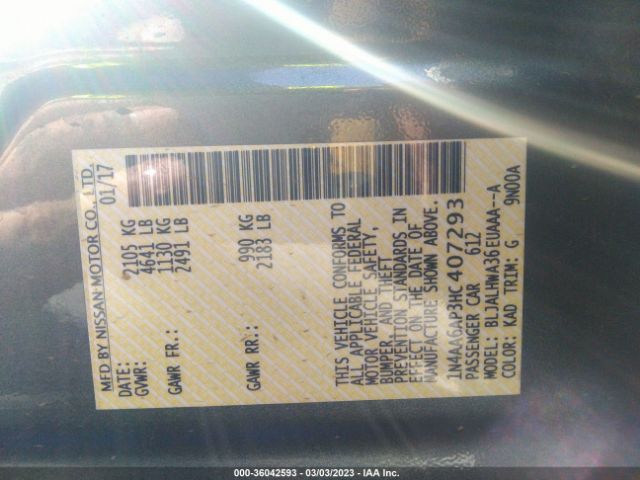 MFD BY NISSAN MOTOR CO., LTD.
DATE: 01/17
GVWR: 2105 KG
4641 LB
GAWR FR.: 1130 KG
2491 LB
GAWR RR.: 990 KG
2183 LB
THIS VEHICLE CONFORMS TO
ALL APPLICABLE FEDERAL
MOTOR VEHICLE SAFETY,
BUMPER, AND THEFT
PREVENTION STANDARDS IN
EFFECT ON THE DATE OF
MANUFACTURE SHOWN ABOVE.
1N4AA6AP3HC407293
PASSENGER CAR 612
MODEL: BLJALHWA36EUAAA--A
COLOR: KAD TRIM: G 9N00A
000-36042593 - 03/03/2023 - IAA Inc.